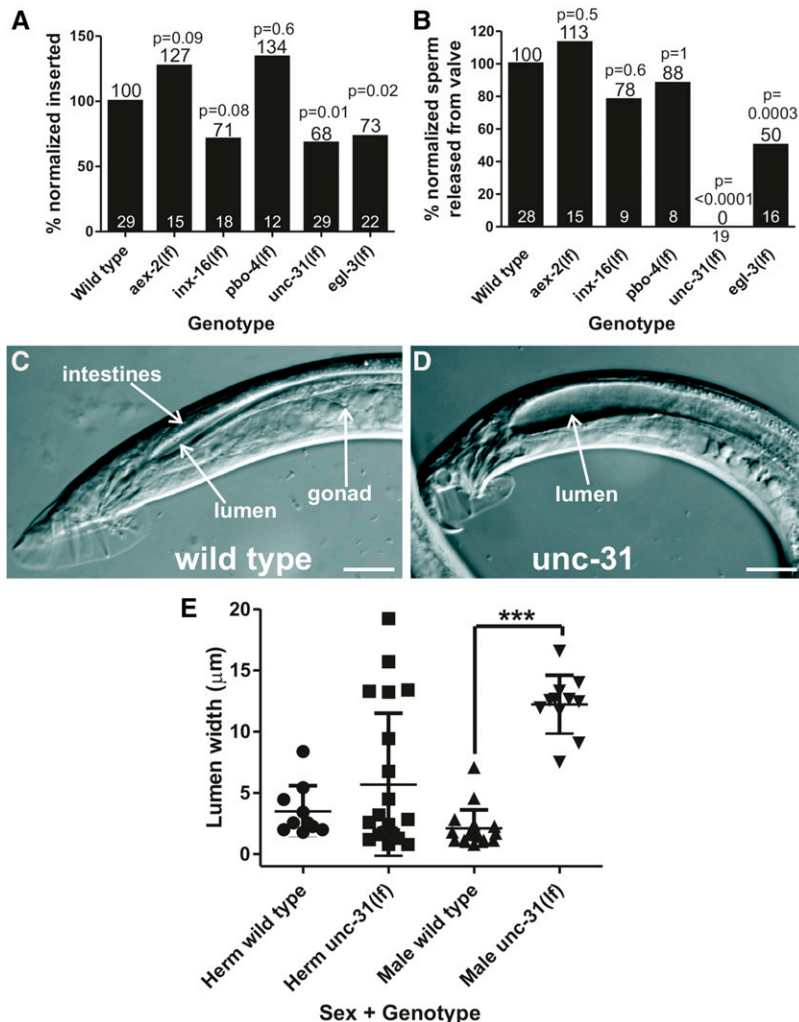 A
% normalized inserted
150
100
50
0
100
p=0.09
127
p=0.08
71
p=0.6
134
p=0.01
68
p=0.02
73
29
15
18
12
29
22
Wild type
aex-2(lf)
inx-16(lf)
pbo-4(lf)
unc-31(lf)
egl-3(lf)
Genotype
B
% normalized sperm
released from valve
120
100
80
60
40
20
0
100
p=0.5
113
p=0.6
78
p=1
88
p=
<0.0001
0
p=
0.0003
50
28
15
9
8
19
16
Wild type
aex-2(lf)
inx-16(lf)
pbo-4(lf)
unc-31(lf)
egl-3(lf)
Genotype
C
intestines
lumen
gonad
wild type
D
lumen
unc-31
E
Lumen width (µm)
20
15
10
5
0
***
Herm wild type
Herm unc-31(lf)
Male wild type
Male unc-31(lf)
Sex + Genotype